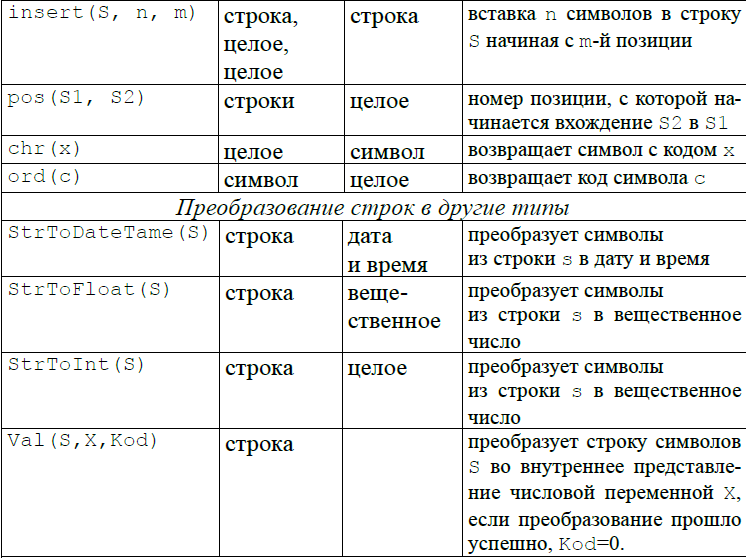 insert(S, n, m) строка, строка вставка n символов в строку
целое, S начиная с m-й позиции
целое
pos(S1, S2) строки целое номер позиции, с которой на-
чинается вхождение S2 в S1
chr(x) целое символ возвращает символ с кодом x
ord(c) символ целое возвращает код символа c
Преобразование строк в другие типы
StrToDateTame(S) строка дата преобразует символы
и время из строки s в дату и время
StrToFloat(S) строка веще- преобразует символы
ственное из строки s в вещественное
число
StrToInt(S) строка целое преобразует символы
из строки s в вещественное
число
Val(S,X,Kod) строка преобразует строку символов
S во внутреннее представле-
ние числовой переменной X,
если преобразование прошло
успешно, Kod=0.